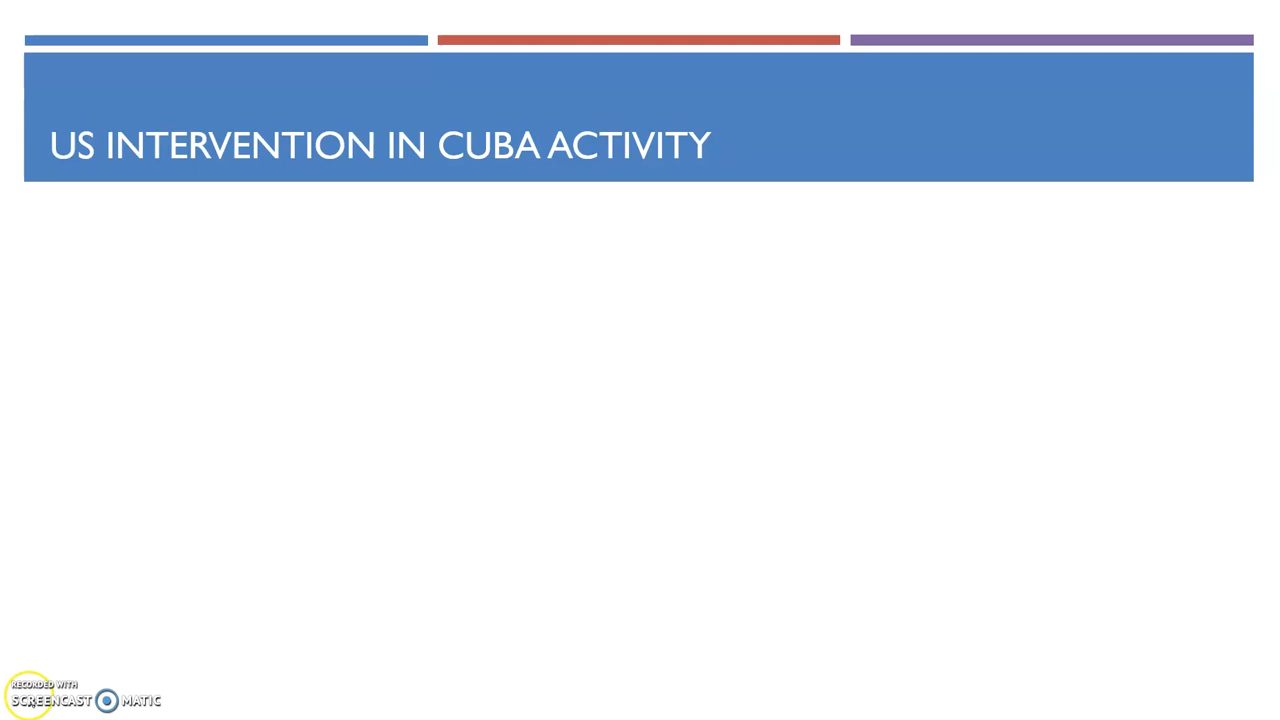 US INTERVENTION IN CUBA ACTIVITY
RECORDED WITH
SCREENCAST MATIC